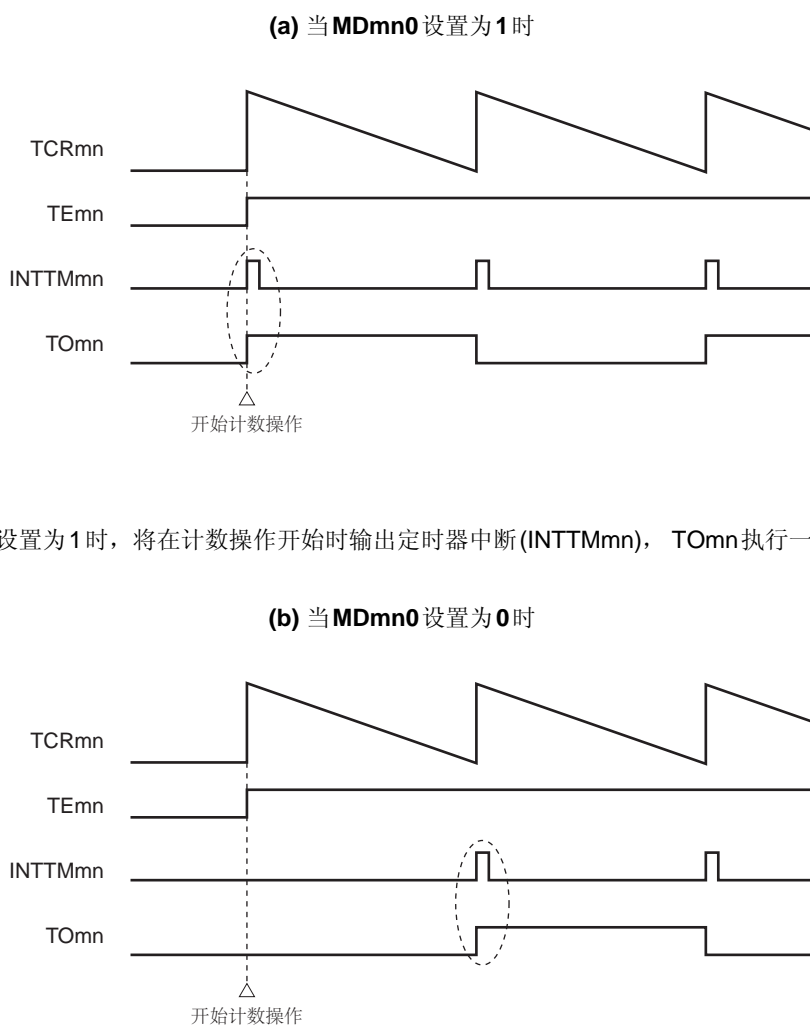 (a) 当MDmn0设置为1时
TCRmn
TEmn
INTTMmn
TOmn
开始计数操作
设置为1时，将在计数操作开始时输出定时器中断(INTTMmn)， TOmn执行一
(b) 当MDmn0设置为0时
TCRmn
TEmn
INTTMmn
TOmn
开始计数操作